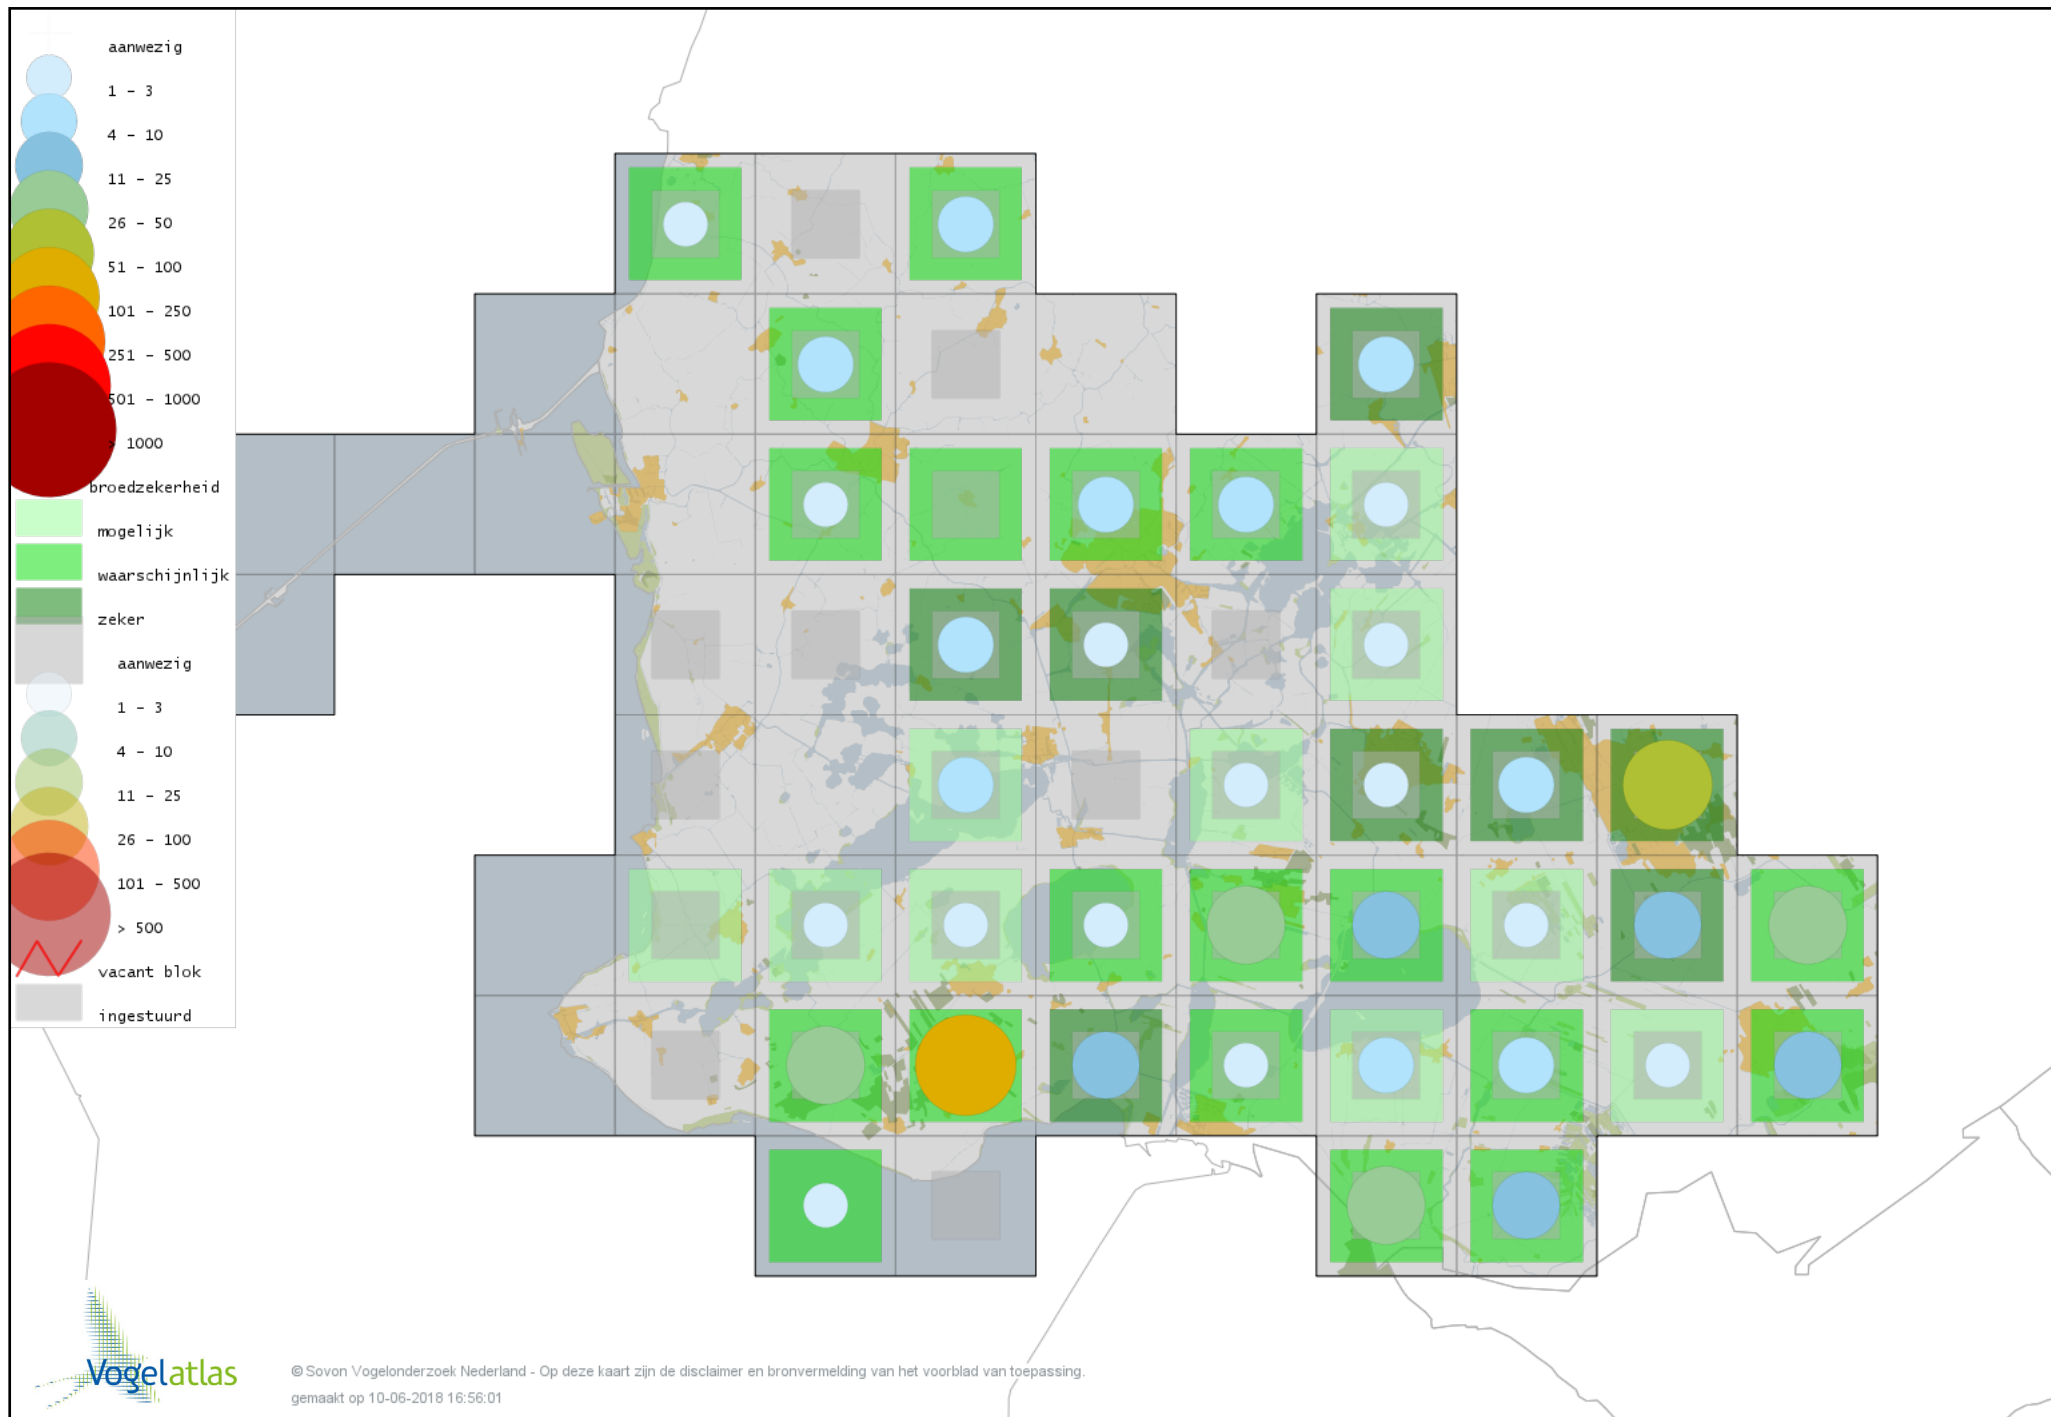 aanwezig
1 - 3
4 - 10
11 - 25
26 - 50
51 - 100
101 - 250
251 - 500
501 - 1000
> 1000
broedzekerheid
mogelijk
waarschijnlijk
zeker
aanwezig
1 - 3
4 - 10
11 - 25
26 - 100
101 - 500
> 500
vacant blok
ingestuurd
Vogelatlas
© Sovon Vogelonderzoek Nederland - Op deze kaart zijn de disclaimer en bronvermelding van het voorblad van toepassing.
gemaakt op 10-06-2018 16:56:01